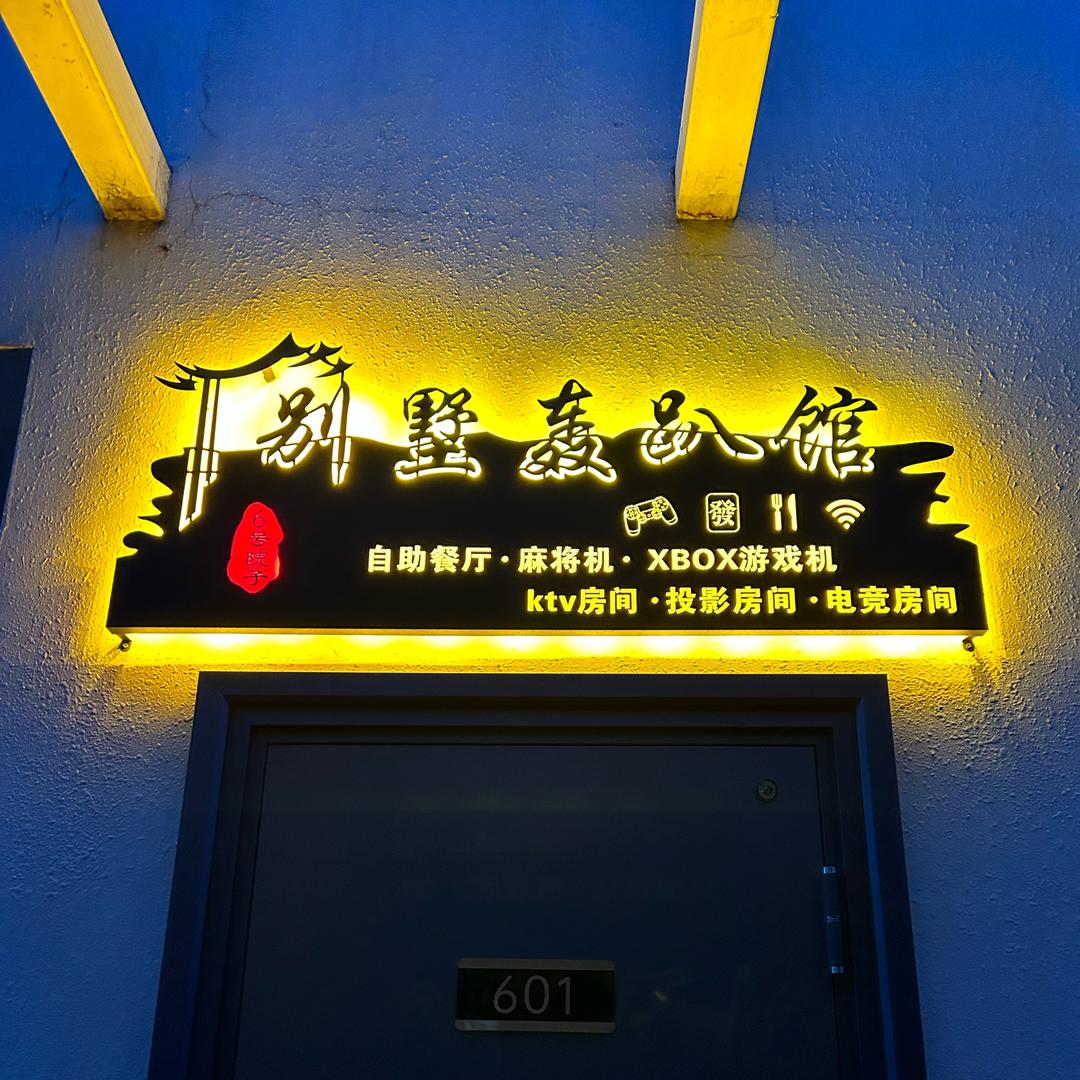 别墅轰趴馆
發
6号院子
自助餐厅·麻将机· XBOX游戏机
ktv房间 ·投影房间 ·电竞房间
601